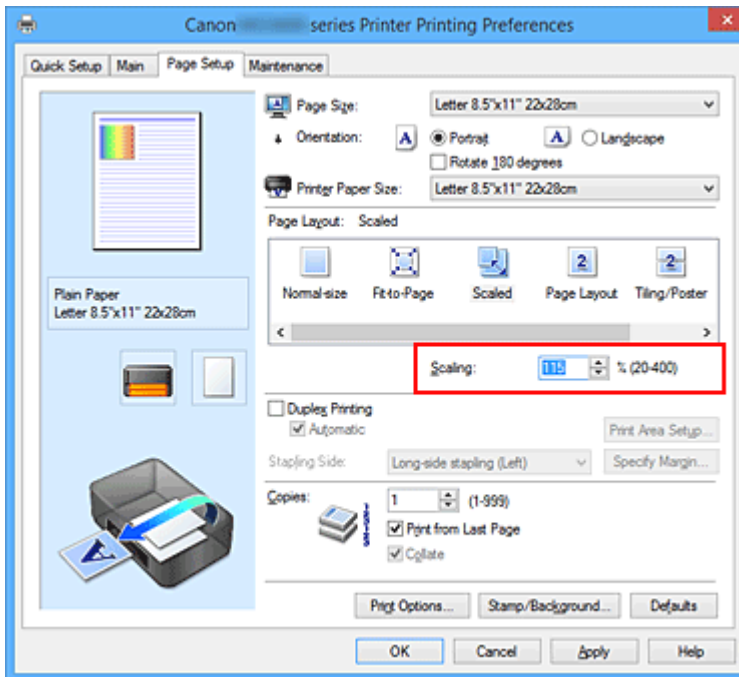 Canon series Printer Printing Preferences
Quick Setup Main Page Setup Maintenance
Page Size: Letter 8.5"x11" 22x28cm
Orientation: A Portrait A Landscape
Rotate 180 degrees
Printer Paper Size: Letter 8.5"x11" 22x28cm
Page Layout: Scaled
2 2
Normal-size Fit-to-Page Scaled Page Layout Tiling/Poster
Plain Paper
Letter 8.5"x11" 22x28cm
Scaling: 115 % (20-400)
Duplex Printing
Automatic
Print Area Setup...
Stapling Side: Long-side stapling (Left) Specify Margin...
Copies: 1 (1-999)
Print from Last Page
Collate
A
Print Options... Stamp/Background... Defaults
OK Cancel Apply Help